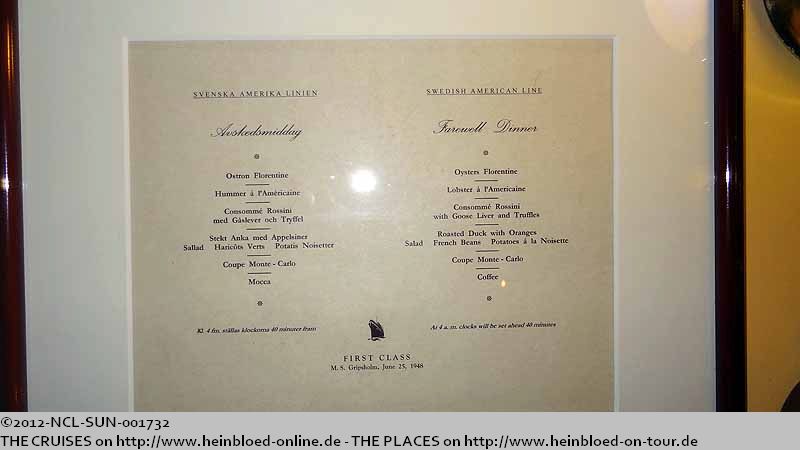 SVENSKA AMERIKA LINIEN
Avskedsmiddag
Ostron Florentine
Hummer á l'Américaine
Consommé Rossini
med Gåslever och Tryffel
Stekt Anka med Appelsiner
Sallad Haricôts Verts Potatis Noisetter
Coupe Monte-Carlo
Mocca
Kl. 4 fm. ställas klockorna 40 minuter fram
SWEDISH AMERICAN LINE
Farewell Dinner
Oysters Florentine
Lobster á l'Americaine
Consommé Rossini
with Goose Liver and Truffles
Roasted Duck with Oranges
Salad French Beans Potatoes á la Noisette
Coupe Monte-Carlo
Coffee
At 4 a. m. clocks will be set ahead 40 minutes
FIRST CLASS
M. S. Gripsholm, June 25, 1948
©2012-NCL-SUN-001732
THE CRUISES on http://www.heinbloed-online.de - THE PLACES on http://www.heinbloed-on-tour.de